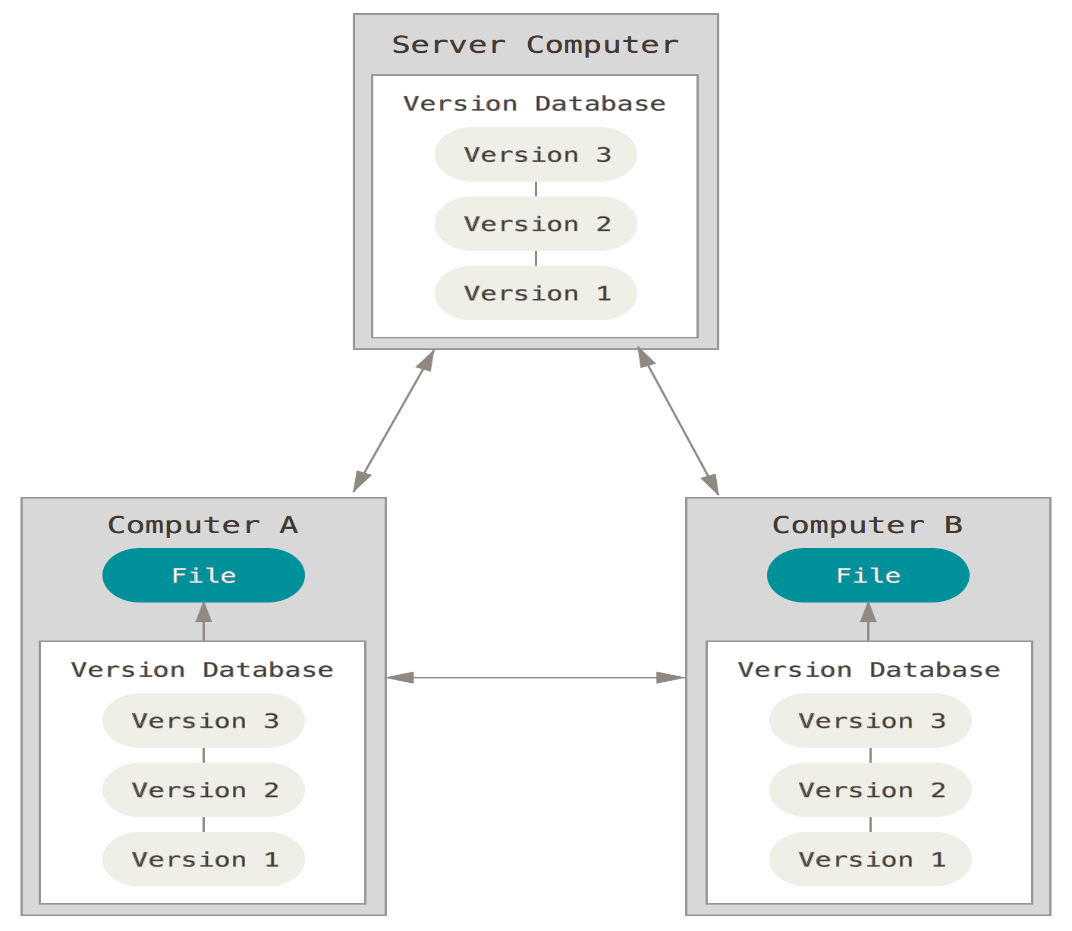 Server Computer
Version Database
Version 3
Version 2
Version 1
Computer A
File
Version Database
Version 3
Version 2
Version 1
Computer B
File
Version Database
Version 3
Version 2
Version 1